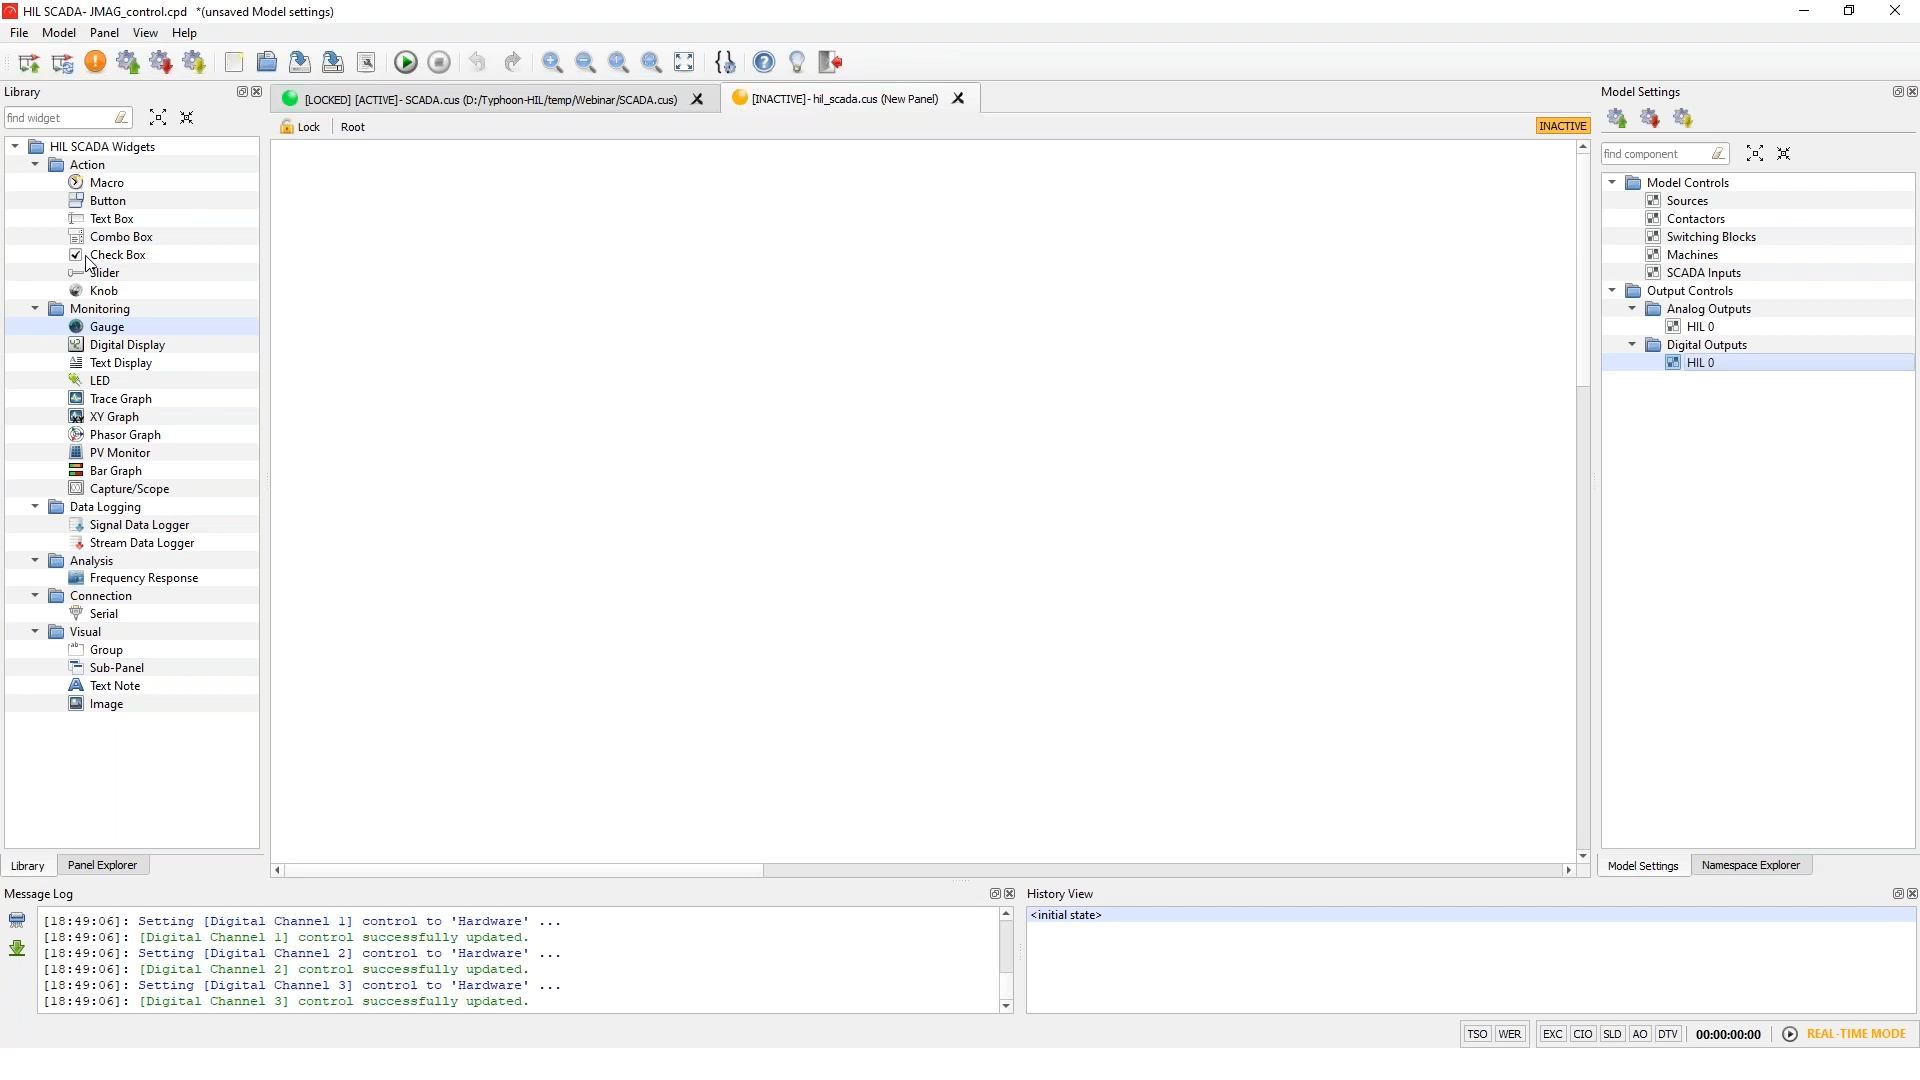 HIL SCADA- JMAG_control.cpd *(unsaved Model settings)
File Model Panel View Help
Library
find widget
HIL SCADA Widgets
Action
Macro
Button
Text Box
Combo Box
Check Box
Slider
Knob
Monitoring
Gauge
Digital Display
Text Display
LED
Trace Graph
XY Graph
Phasor Graph
PV Monitor
Bar Graph
Capture/Scope
Data Logging
Signal Data Logger
Stream Data Logger
Analysis
Frequency Response
Connection
Serial
Visual
Group
Sub-Panel
Text Note
Image
Library Panel Explorer
[LOCKED] [ACTIVE]- SCADA.cus (D:/Typhoon-HIL/temp/Webinar/SCADA.cus)
[INACTIVE]- hil_scada.cus (New Panel)
Lock Root
INACTIVE
Model Settings
find component
Model Controls
Sources
Contactors
Switching Blocks
Machines
SCADA Inputs
Output Controls
Analog Outputs
HIL 0
Digital Outputs
HIL 0
Model Settings Namespace Explorer
Message Log
[18:49:06]: Setting [Digital Channel 1] control to 'Hardware' ...
[18:49:06]: [Digital Channel 1] control successfully updated.
[18:49:06]: Setting [Digital Channel 2] control to 'Hardware' ...
[18:49:06]: [Digital Channel 2] control successfully updated.
[18:49:06]: Setting [Digital Channel 3] control to 'Hardware' ...
[18:49:06]: [Digital Channel 3] control successfully updated.
History View
<initial state>
TSO WER EXC CIO SLD AO DTV 00:00:00:00 REAL-TIME MODE